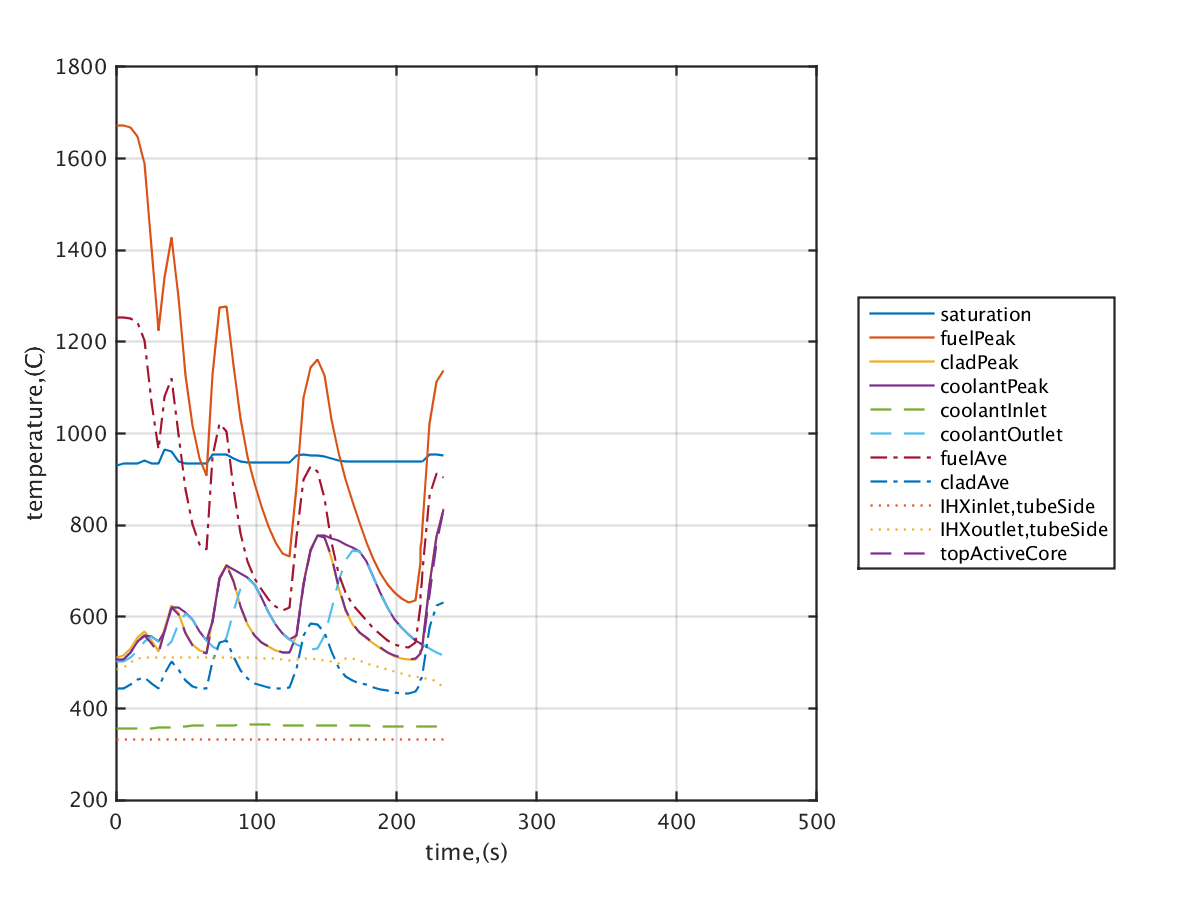 1800
1600
1400
1200
1000
800
600
400
200
temperature,(C)
0 100 200 300 400 500
time,(s)
saturation
fuelPeak
cladPeak
coolantPeak
coolantInlet
coolantOutlet
fuelAve
cladAve
IHXinlet,tubeSide
IHXoutlet,tubeSide
topActiveCore